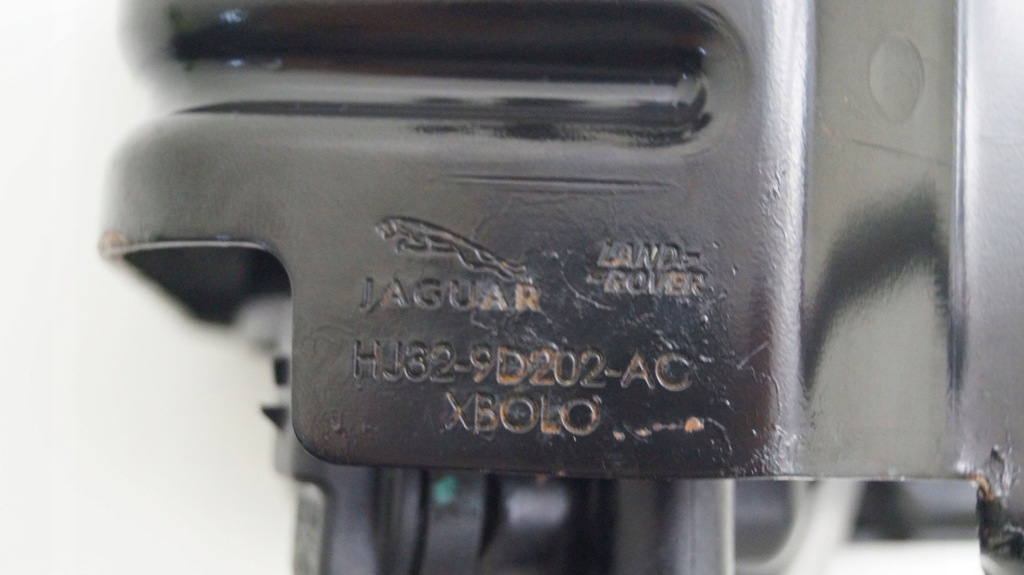 JAGUAR
LAND-
-ROVER
HJ32-9D202-AC
XBOLO